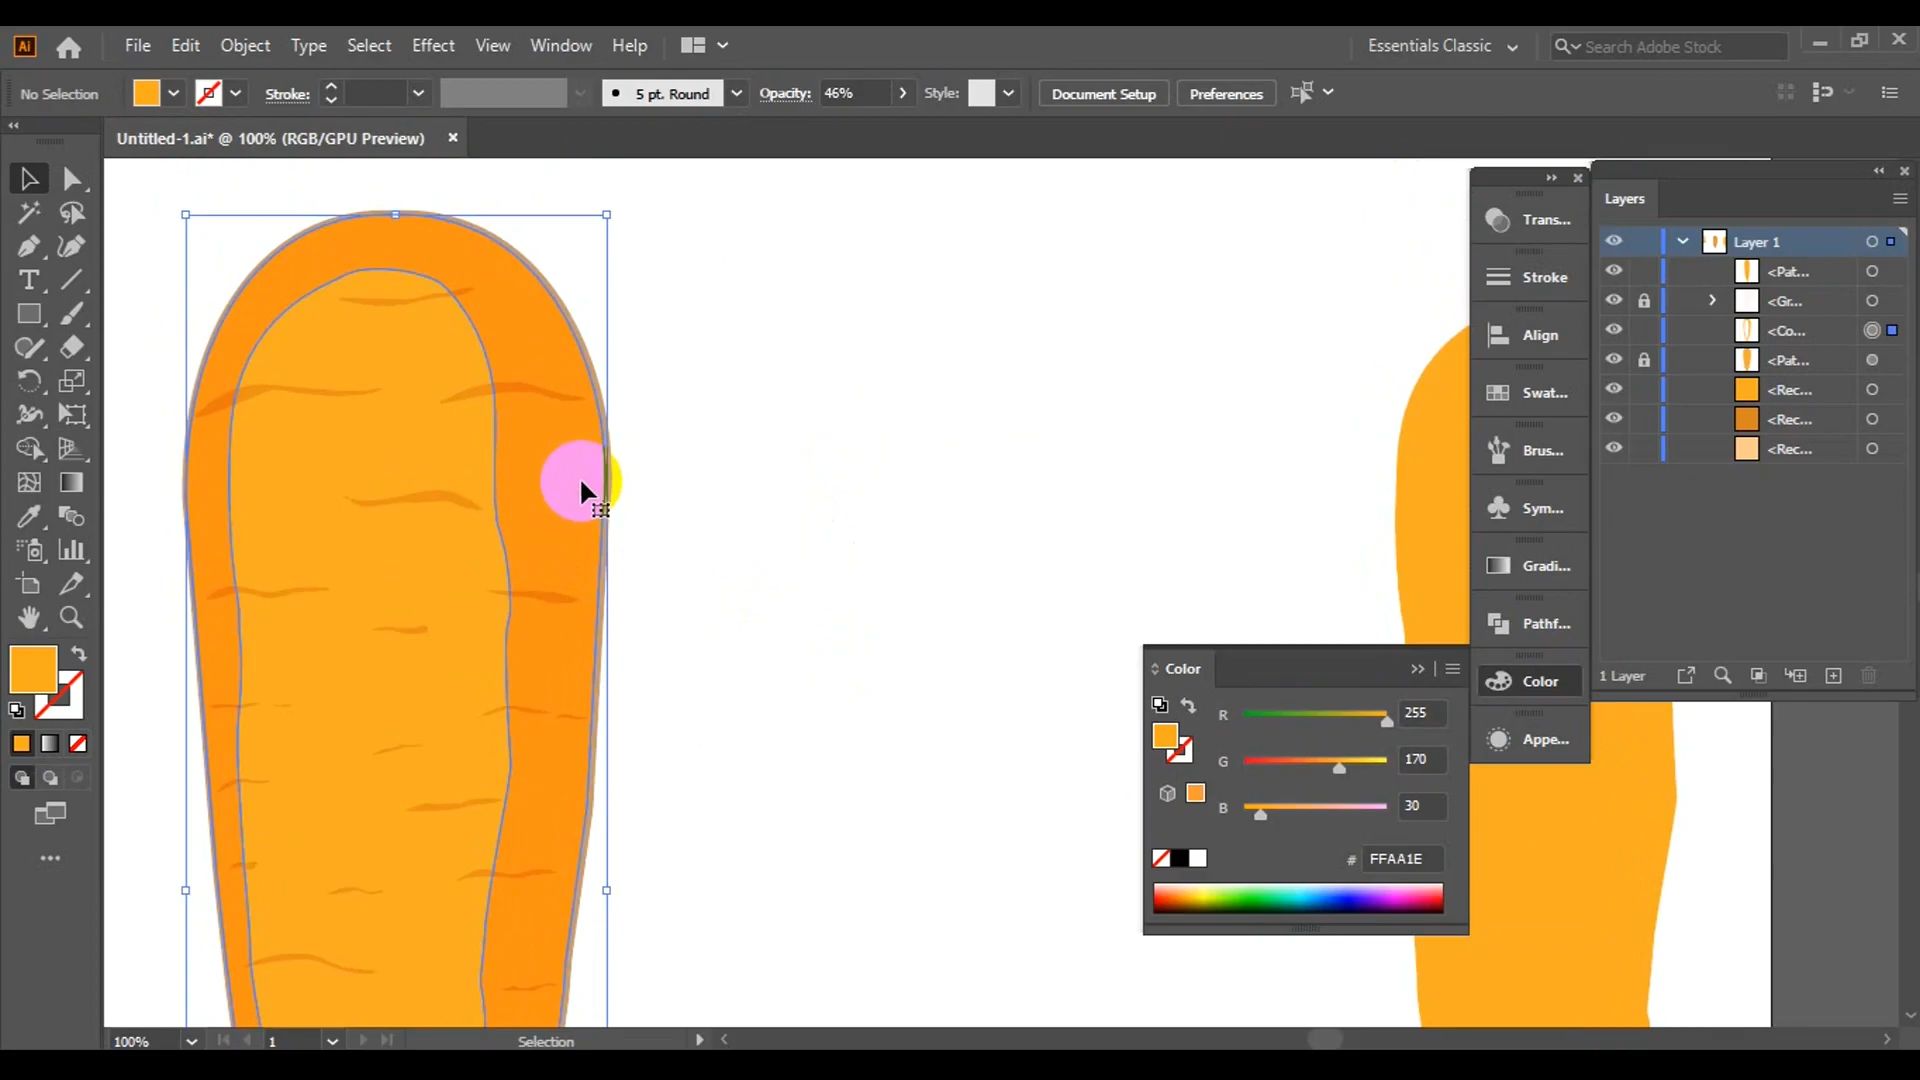 Ai File Edit Object Type Select Effect View Window Help Essentials Classic Search Adobe Stock
No Selection Stroke: 5 pt. Round Opacity: 46% Style: Document Setup Preferences
Untitled-1.ai* @ 100% (RGB/GPU Preview)
Layers
Trans...
Layer 1
<Pat...
Stroke
<Gr...
<Co...
Align
<Pat...
Swat...
<Rec...
<Rec...
Brus...
<Rec...
Sym...
Gradi...
Pathf...
Color
1 Layer
Color
R 255
Appe...
G 170
B 30
# FFAA1E
100% 1 Selection